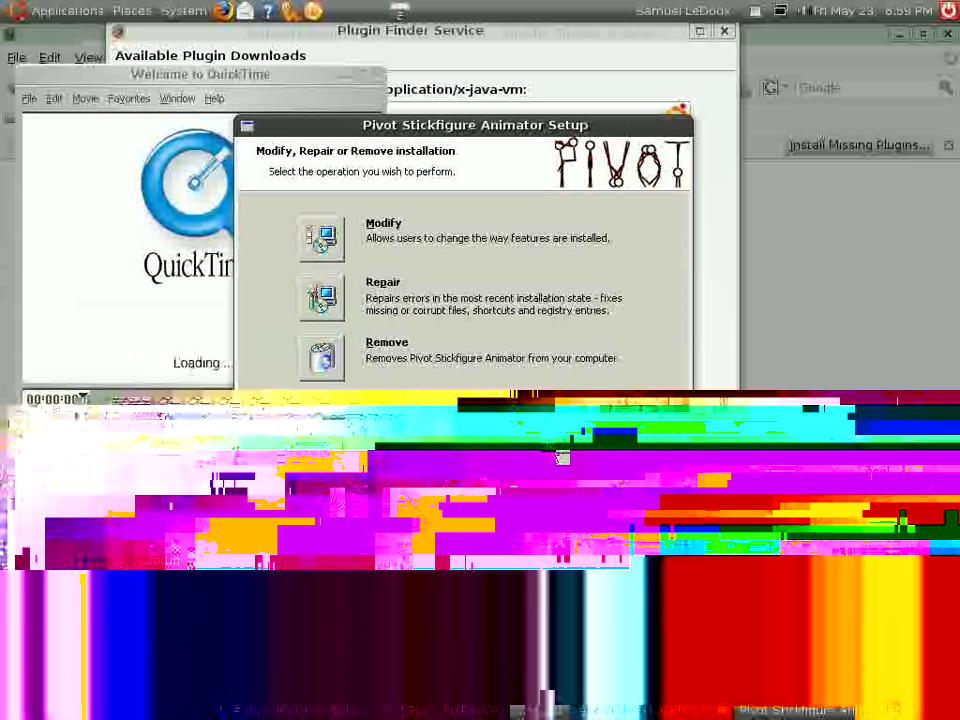 Applications Places System
Samuel LeDoux
Fri May 23, 6:59 PM
Plugin Finder Service
File Edit View
Available Plugin Downloads
Welcome to QuickTime
File Edit Movie Favorites Window Help
application/x-java-vm:
Google
Install Missing Plugins...
Pivot Stickfigure Animator Setup
Modify, Repair or Remove installation
Select the operation you wish to perform.
PIVOT
Modify
Allows users to change the way features are installed.
Repair
Repairs errors in the most recent installation state - fixes
missing or corrupt files, shortcuts and registry entries.
Remove
Removes Pivot Stickfigure Animator from your computer
QuickTim
Loading ...
00:00:00